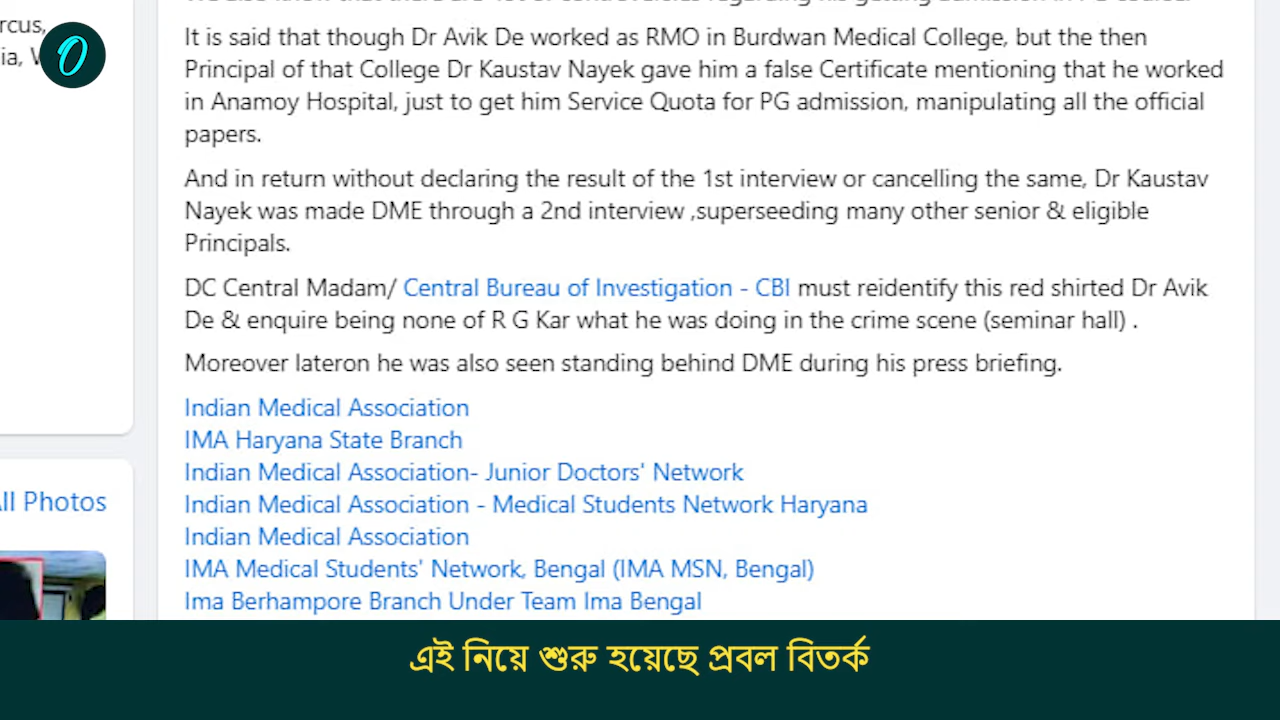 rcus,
ia,
It is said that though Dr Avik De worked as RMO in Burdwan Medical College, but the then
Principal of that College Dr Kaustav Nayek gave him a false Certificate mentioning that he worked
in Anamoy Hospital, just to get him Service Quota for PG admission, manipulating all the official
papers.
And in return without declaring the result of the 1st interview or cancelling the same, Dr Kaustav
Nayek was made DME through a 2nd interview ,superseeding many other senior & eligible
Principals.
DC Central Madam/ Central Bureau of Investigation - CBI must reidentify this red shirted Dr Avik
De & enquire being none of R G Kar what he was doing in the crime scene (seminar hall) .
Moreover lateron he was also seen standing behind DME during his press briefing.
Indian Medical Association
IMA Haryana State Branch
Indian Medical Association- Junior Doctors' Network
Indian Medical Association - Medical Students Network Haryana
Indian Medical Association
IMA Medical Students' Network, Bengal (IMA MSN, Bengal)
Ima Berhampore Branch Under Team Ima Bengal
ll Photos
এই নিয়ে শুরু হয়েছে প্রবল বিতর্ক